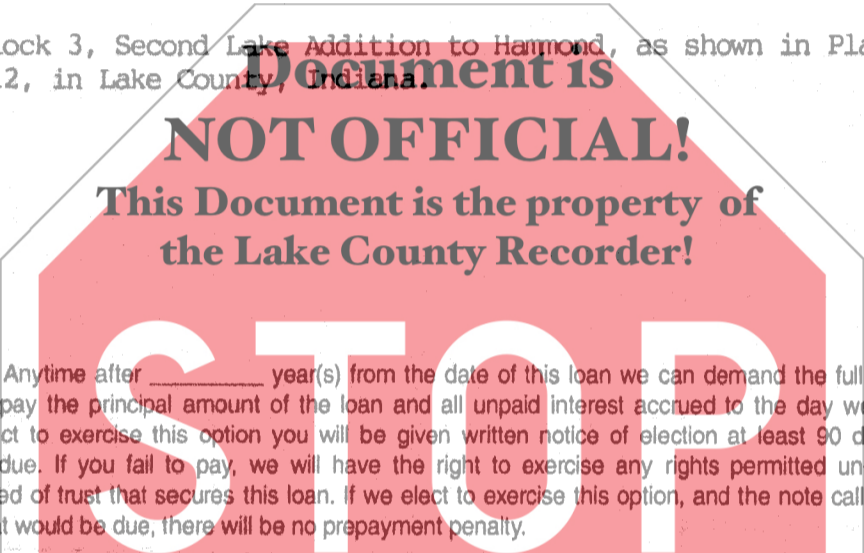 ock 3, Second Lake Addition to Hammond, as shown in Pla
2, in Lake County, Indiana.
Document is
NOT OFFICIAL!
This Document is the property of
the Lake County Recorder!
STOP
Anytime after ____________ year(s) from the date of this loan we can demand the full
pay the principal amount of the loan and all unpaid interest accrued to the day w
ct to exercise this option you will be given written notice of election at least 90 d
due. If you fail to pay, we will have the right to exercise any rights permitted un
ed of trust that secures this loan. If we elect to exercise this option, and the note call
t would be due, there will be no prepayment penalty.